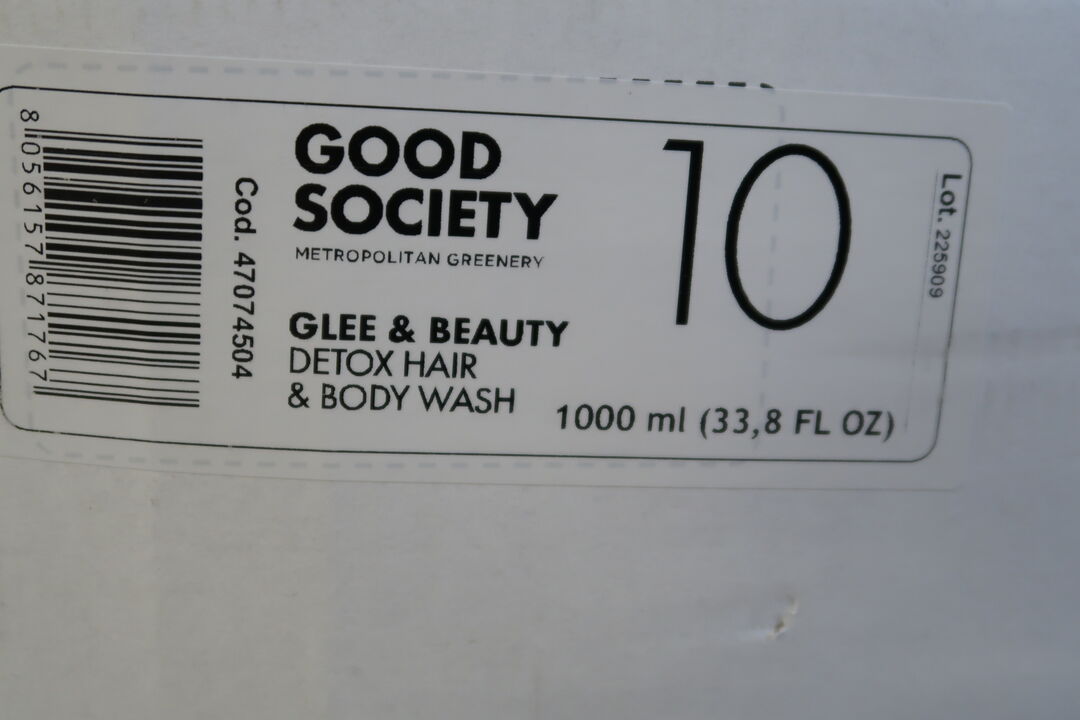 8056157871767
Cod. 47074504
GOOD
SOCIETY
METROPOLITAN GREENERY
GLEE & BEAUTY
DETOX HAIR
& BODY WASH
10
1000 ml (33,8 FL OZ)
Lot. 225909